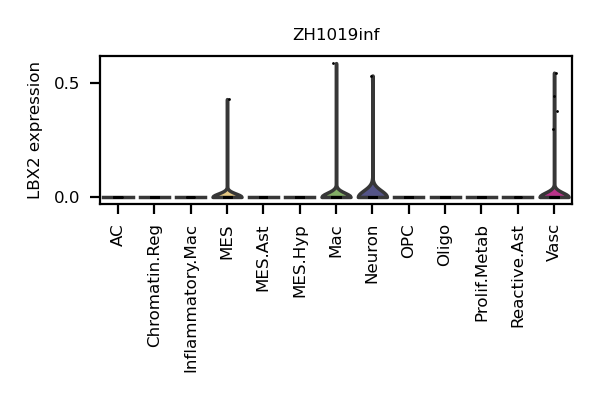 ZH1019inf
LBX2 expression
0.5
0.0
AC
Chromatin.Reg
Inflammatory.Mac
MES
MES.Ast
MES.Hyp
Mac
Neuron
OPC
Oligo
Prolif.Metab
Reactive.Ast
Vasc